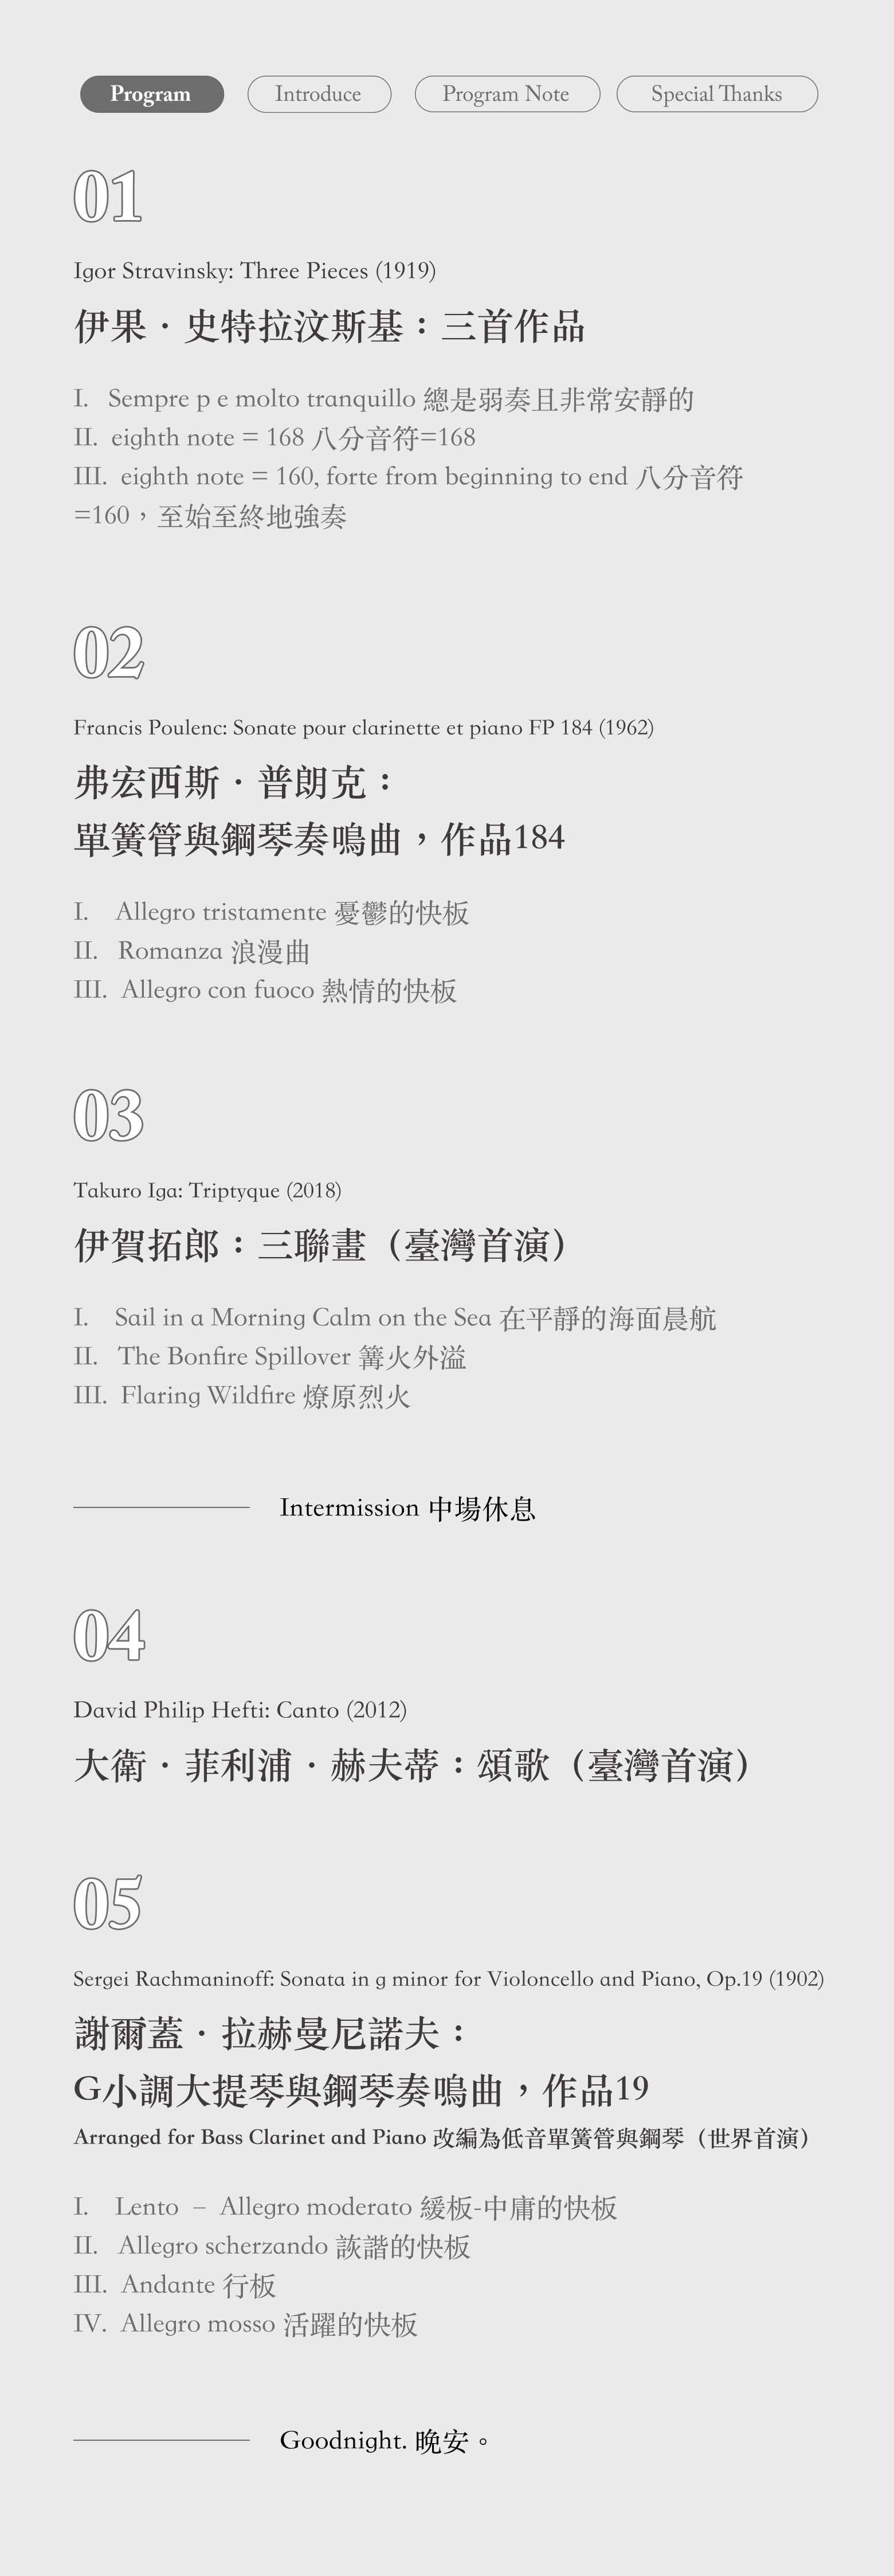 Program Introduce Program Note Special Thanks
01
Igor Stravinsky: Three Pieces (1919)
伊果．史特拉汶斯基：三首作品
I. Sempre p e molto tranquillo 總是弱奏且非常安靜的
II. eighth note = 168 八分音符=168
III. eighth note = 160, forte from beginning to end 八分音符
=160，至始至終地強奏
02
Francis Poulenc: Sonate pour clarinette et piano FP 184 (1962)
弗宏西斯．普朗克：
單簧管與鋼琴奏鳴曲，作品184
I. Allegro tristamente 憂鬱的快板
II. Romanza 浪漫曲
III. Allegro con fuoco 熱情的快板
03
Takuro Iga: Triptyque (2018)
伊賀拓郎：三聯畫（臺灣首演）
I. Sail in a Morning Calm on the Sea 在平靜的海面晨航
II. The Bonfire Spillover 篝火外溢
III. Flaring Wildfire 燎原烈火
Intermission 中場休息
04
David Philip Hefti: Canto (2012)
大衛．菲利浦．赫夫蒂：頌歌（臺灣首演）
05
Sergei Rachmaninoff: Sonata in g minor for Violoncello and Piano, Op.19 (1902)
謝爾蓋．拉赫曼尼諾夫：
G小調大提琴與鋼琴奏鳴曲，作品19
Arranged for Bass Clarinet and Piano 改編為低音單簧管與鋼琴（世界首演）
I. Lento – Allegro moderato 緩板-中庸的快板
II. Allegro scherzando 詼諧的快板
III. Andante 行板
IV. Allegro mosso 活躍的快板
Goodnight. 晚安。